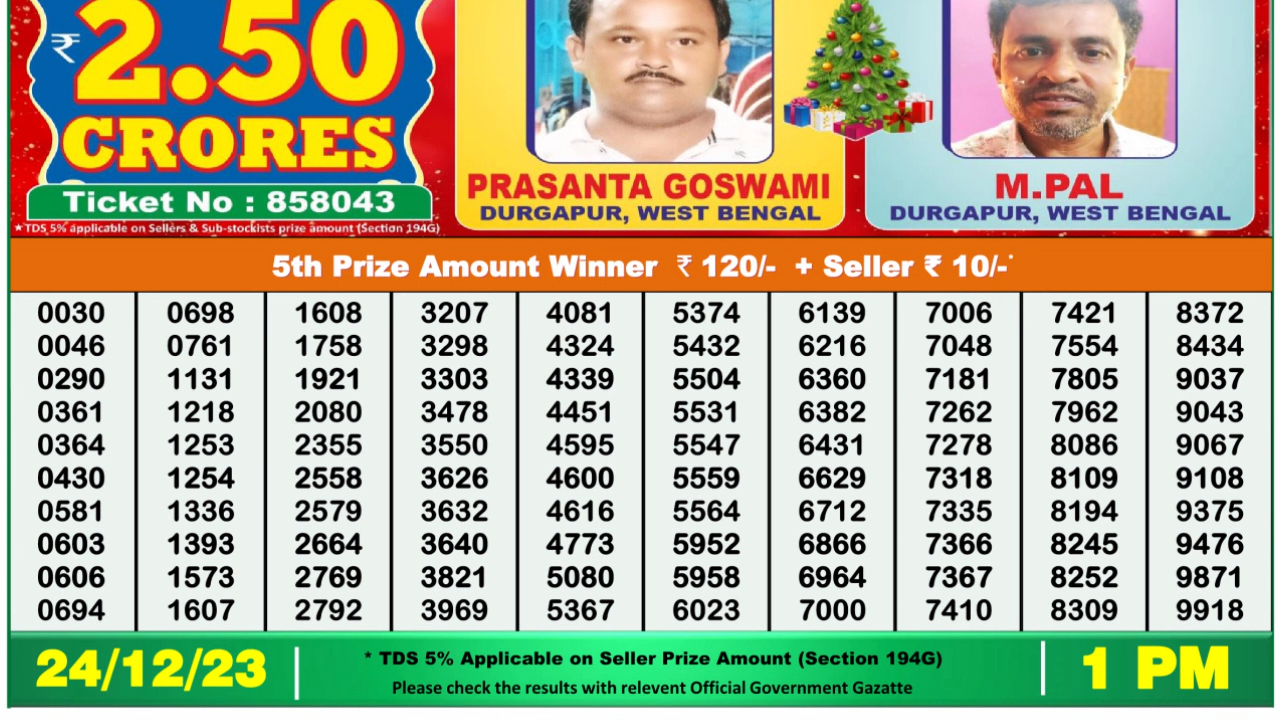 ₹ 2.50
CRORES
Ticket No : 858043
★TDS 5% applicable on Sellers & Sub-stockists prize amount (Section 194G)
PRASANTA GOSWAMI
DURGAPUR, WEST BENGAL
M.PAL
DURGAPUR, WEST BENGAL
5th Prize Amount Winner ₹ 120/- + Seller ₹ 10/-*
0030 0698 1608 3207 4081 5374 6139 7006 7421 8372
0046 0761 1758 3298 4324 5432 6216 7048 7554 8434
0290 1131 1921 3303 4339 5504 6360 7181 7805 9037
0361 1218 2080 3478 4451 5531 6382 7262 7962 9043
0364 1253 2355 3550 4595 5547 6431 7278 8086 9067
0430 1254 2558 3626 4600 5559 6629 7318 8109 9108
0581 1336 2579 3632 4616 5564 6712 7335 8194 9375
0603 1393 2664 3640 4773 5952 6866 7366 8245 9476
0606 1573 2769 3821 5080 5958 6964 7367 8252 9871
0694 1607 2792 3969 5367 6023 7000 7410 8309 9918
24/12/23
* TDS 5% Applicable on Seller Prize Amount (Section 194G)
Please check the results with relevent Official Government Gazatte
1 PM